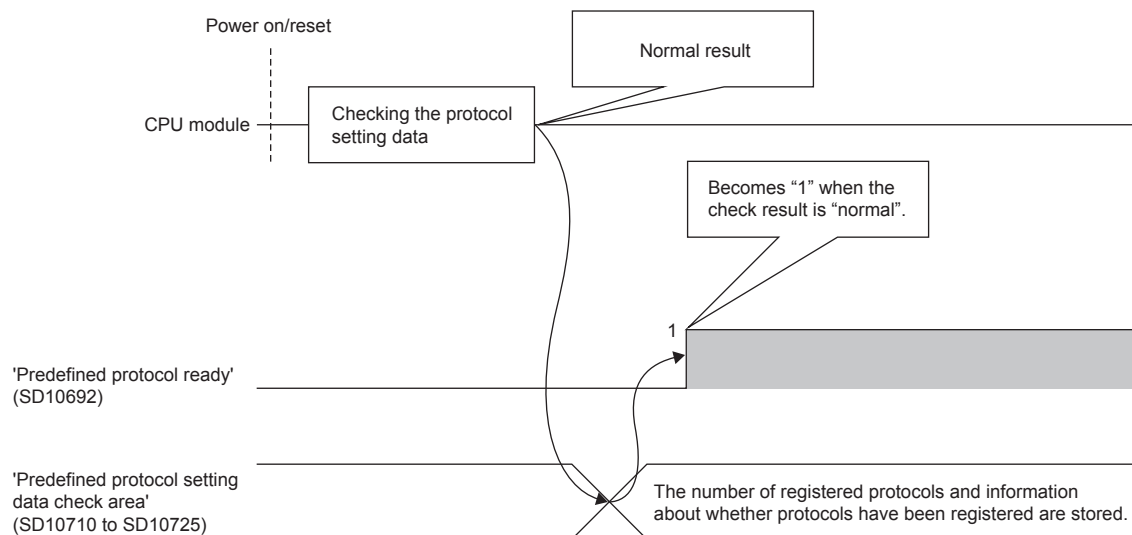 Power on/reset
Normal result
CPU module
Checking the protocol
setting data
Becomes “1” when the
check result is “normal”.
1
'Predefined protocol ready'
(SD10692)
'Predefined protocol setting
data check area'
(SD10710 to SD10725)
The number of registered protocols and information
about whether protocols have been registered are stored.